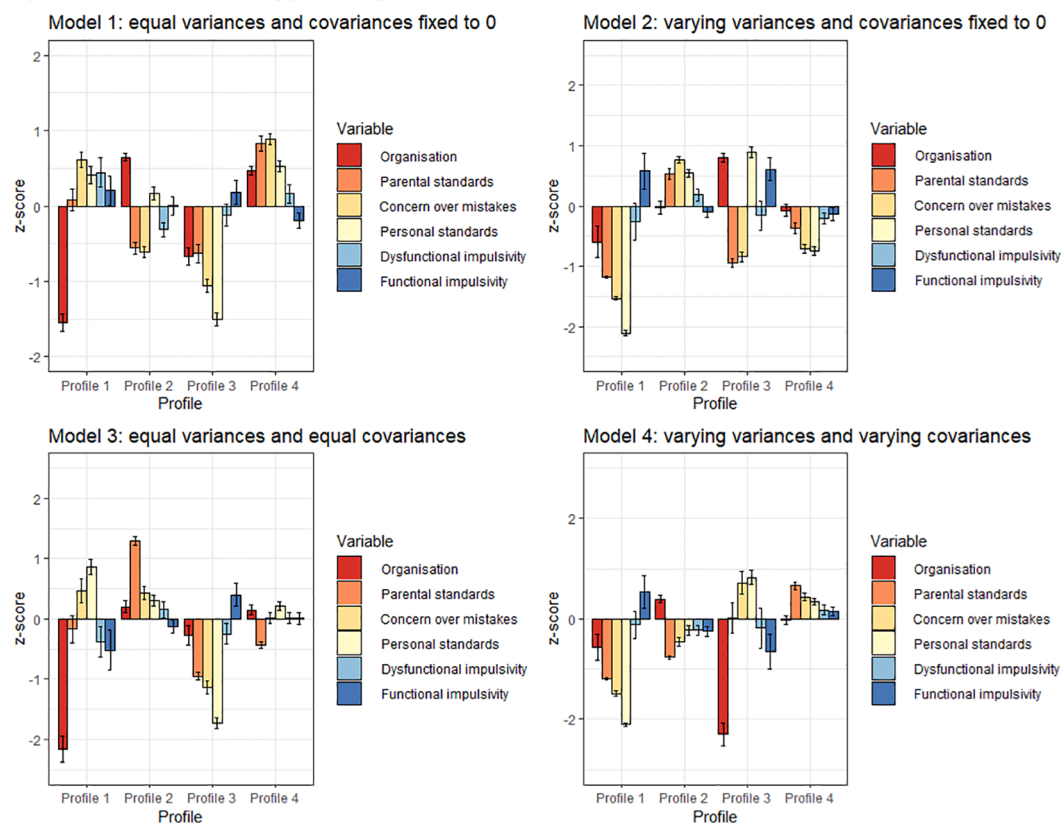 Model 1: equal variances and covariances fixed to 0
2
1
0
-1
-2
z-score
Profile 1 Profile 2 Profile 3 Profile 4
Profile
Variable
Organisation
Parental standards
Concern over mistakes
Personal standards
Dysfunctional impulsivity
Functional impulsivity
Model 2: varying variances and covariances fixed to 0
2
1
0
-1
-2
z-score
Profile 1 Profile 2 Profile 3 Profile 4
Profile
Variable
Organisation
Parental standards
Concern over mistakes
Personal standards
Dysfunctional impulsivity
Functional impulsivity
Model 3: equal variances and equal covariances
2
1
0
-1
-2
z-score
Profile 1 Profile 2 Profile 3 Profile 4
Profile
Variable
Organisation
Parental standards
Concern over mistakes
Personal standards
Dysfunctional impulsivity
Functional impulsivity
Model 4: varying variances and varying covariances
2
0
-2
z-score
Profile 1 Profile 2 Profile 3 Profile 4
Profile
Variable
Organisation
Parental standards
Concern over mistakes
Personal standards
Dysfunctional impulsivity
Functional impulsivity